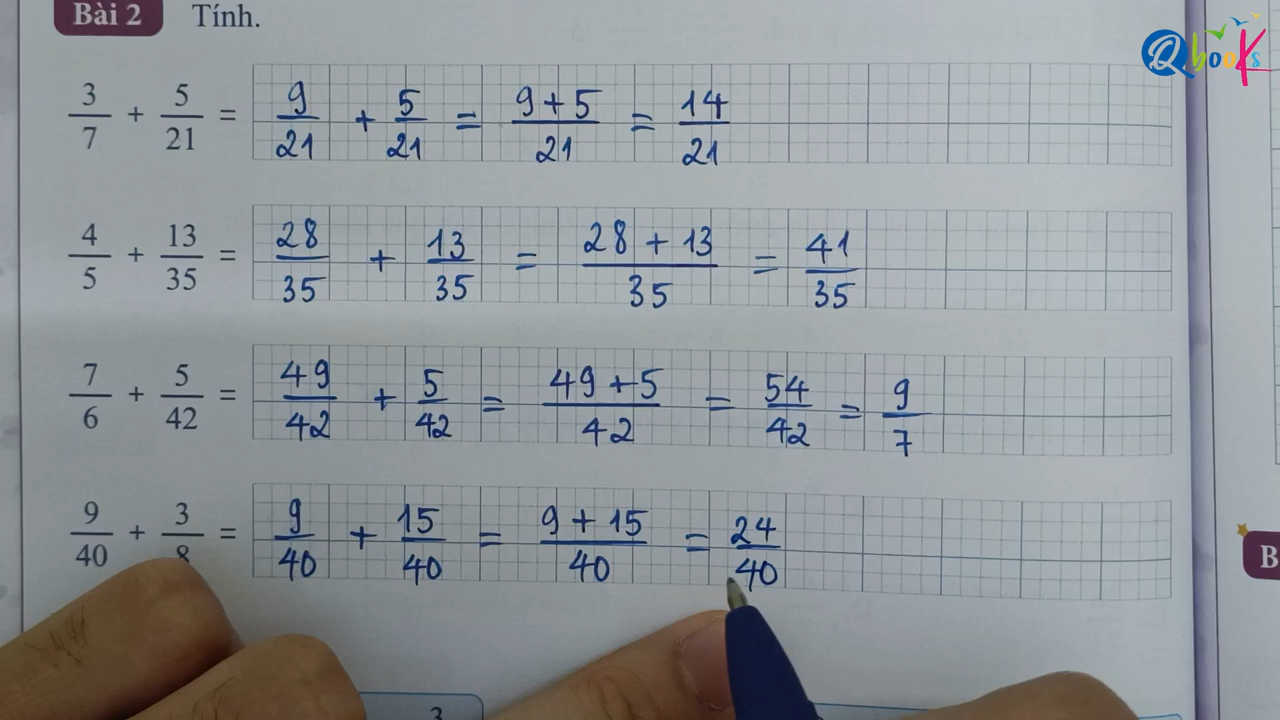 Bài 2 Tính.
Qbooks
3/7 + 5/21 = 9/21 + 5/21 = 9+5/21 = 14/21
4/5 + 13/35 = 28/35 + 13/35 = 28 + 13/35 = 41/35
7/6 + 5/42 = 49/42 + 5/42 = 49+5/42 = 54/42 = 9/7
9/40 + 3/8 = 9/40 + 15/40 = 9 + 15/40 = 24/40
B
3